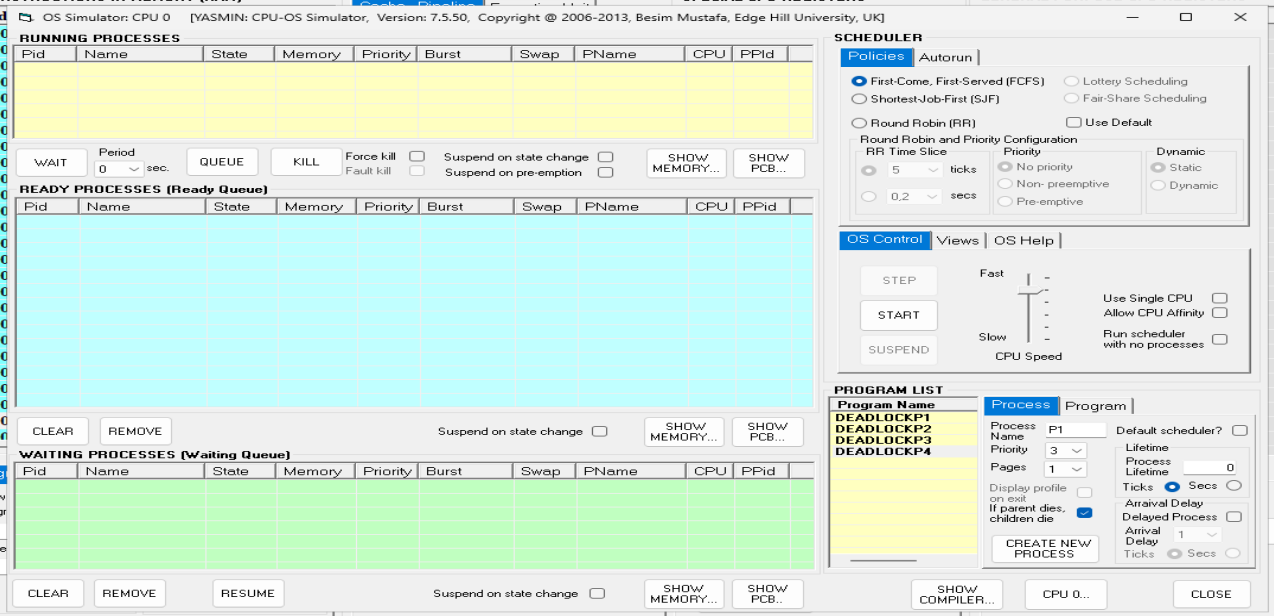 OS Simulator: CPU 0 [YASMIN: CPU-OS Simulator, Version: 7.5.50, Copyright @ 2006-2013, Besim Mustafa, Edge Hill University, UK]
RUNNING PROCESSES
Pid Name State Memory Priority Burst Swap PName CPU PPId
WAIT
Period
0 sec.
QUEUE
KILL
Force kill
Fault kill
Suspend on state change
Suspend on pre-emption
SHOW
MEMORY...
SHOW
PCB...
READY PROCESSES (Ready Queue)
Pid Name State Memory Priority Burst Swap PName CPU PPid
CLEAR
REMOVE
Suspend on state change
SHOW
MEMORY...
SHOW
PCB...
WAITING PROCESSES (Waiting Queue)
Pid Name State Memory Priority Burst Swap PName CPU PPid
CLEAR
REMOVE
RESUME
Suspend on state change
SHOW
MEMORY...
SHOW
PCB..
SCHEDULER
Policies Autorun
First-Come, First-Served (FCFS)
Lottery Scheduling
Shortest-Job-First (SJF)
Fair-Share Scheduling
Round Robin (RR)
Use Default
Round Robin and Priority Configuration
RR Time Slice
5 ticks
0,2 secs
Priority
No priority
Non- preemptive
Pre-emptive
Dynamic
Static
Dynamic
OS Control Views OS Help
STEP
START
SUSPEND
Fast
Slow
CPU Speed
Use Single CPU
Allow CPU Affinity
Run scheduler
with no processes
PROGRAM LIST
Program Name
DEADLOCKP1
DEADLOCKP2
DEADLOCKP3
DEADLOCKP4
Process Program
Process
Name P1
Priority 3
Pages 1
Display profile
on exit
If parent dies,
children die
CREATE NEW
PROCESS
Default scheduler?
Lifetime
Process
Lifetime 0
Ticks Secs
Arraival Delay
Delayed Process
Arrival
Delay 1
Ticks Secs
SHOW
COMPILER...
CPU 0...
CLOSE